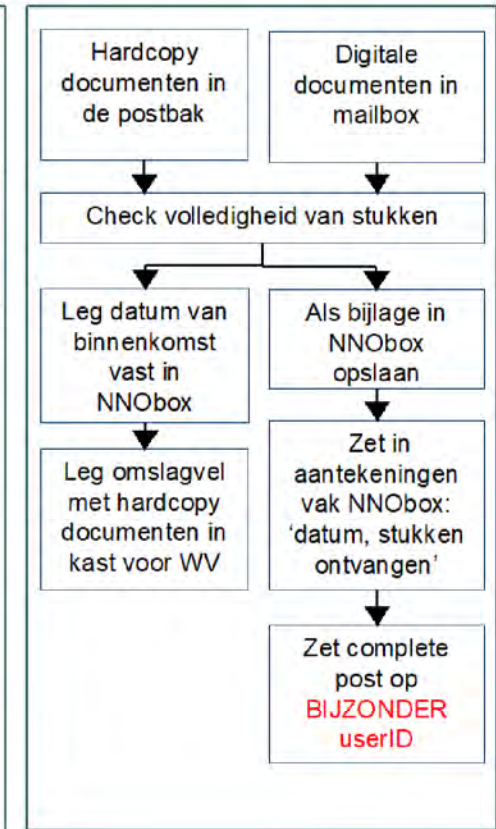 Hardcopy
documenten in
de postbak
Digitale
documenten in
mailbox
Check volledigheid van stukken
Leg datum van
binnenkomst
vast in
NNObox
Als bijlage in
NNObox
opslaan
Leg omslagvel
met hardcopy
documenten in
kast voor WV
Zet in
aantekeningen
vak NNObox:
‘datum, stukken
ontvangen’
Zet complete
post op
BIJZONDER
userID